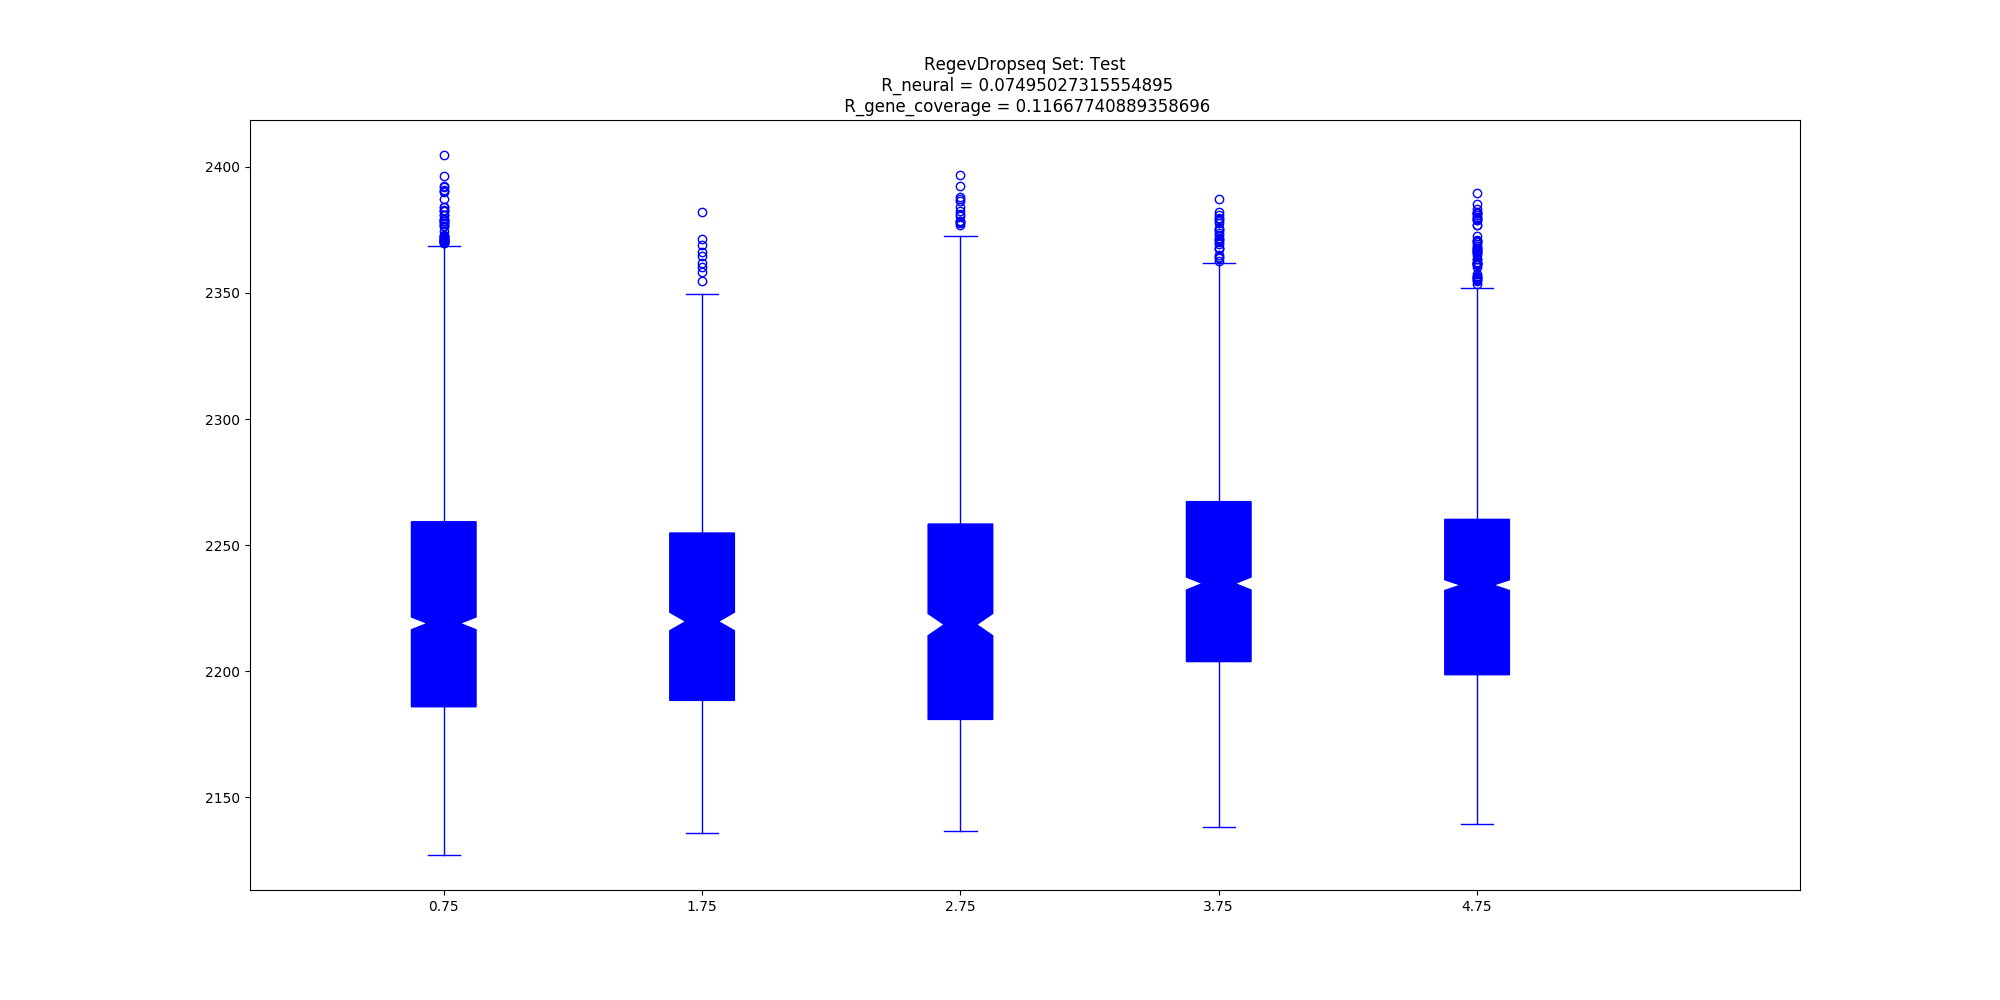 RegevDropseq Set: Test
R_neural = 0.07495027315554895
R_gene_coverage = 0.11667740889358696
2400
2350
2300
2250
2200
2150
0.75 1.75 2.75 3.75 4.75